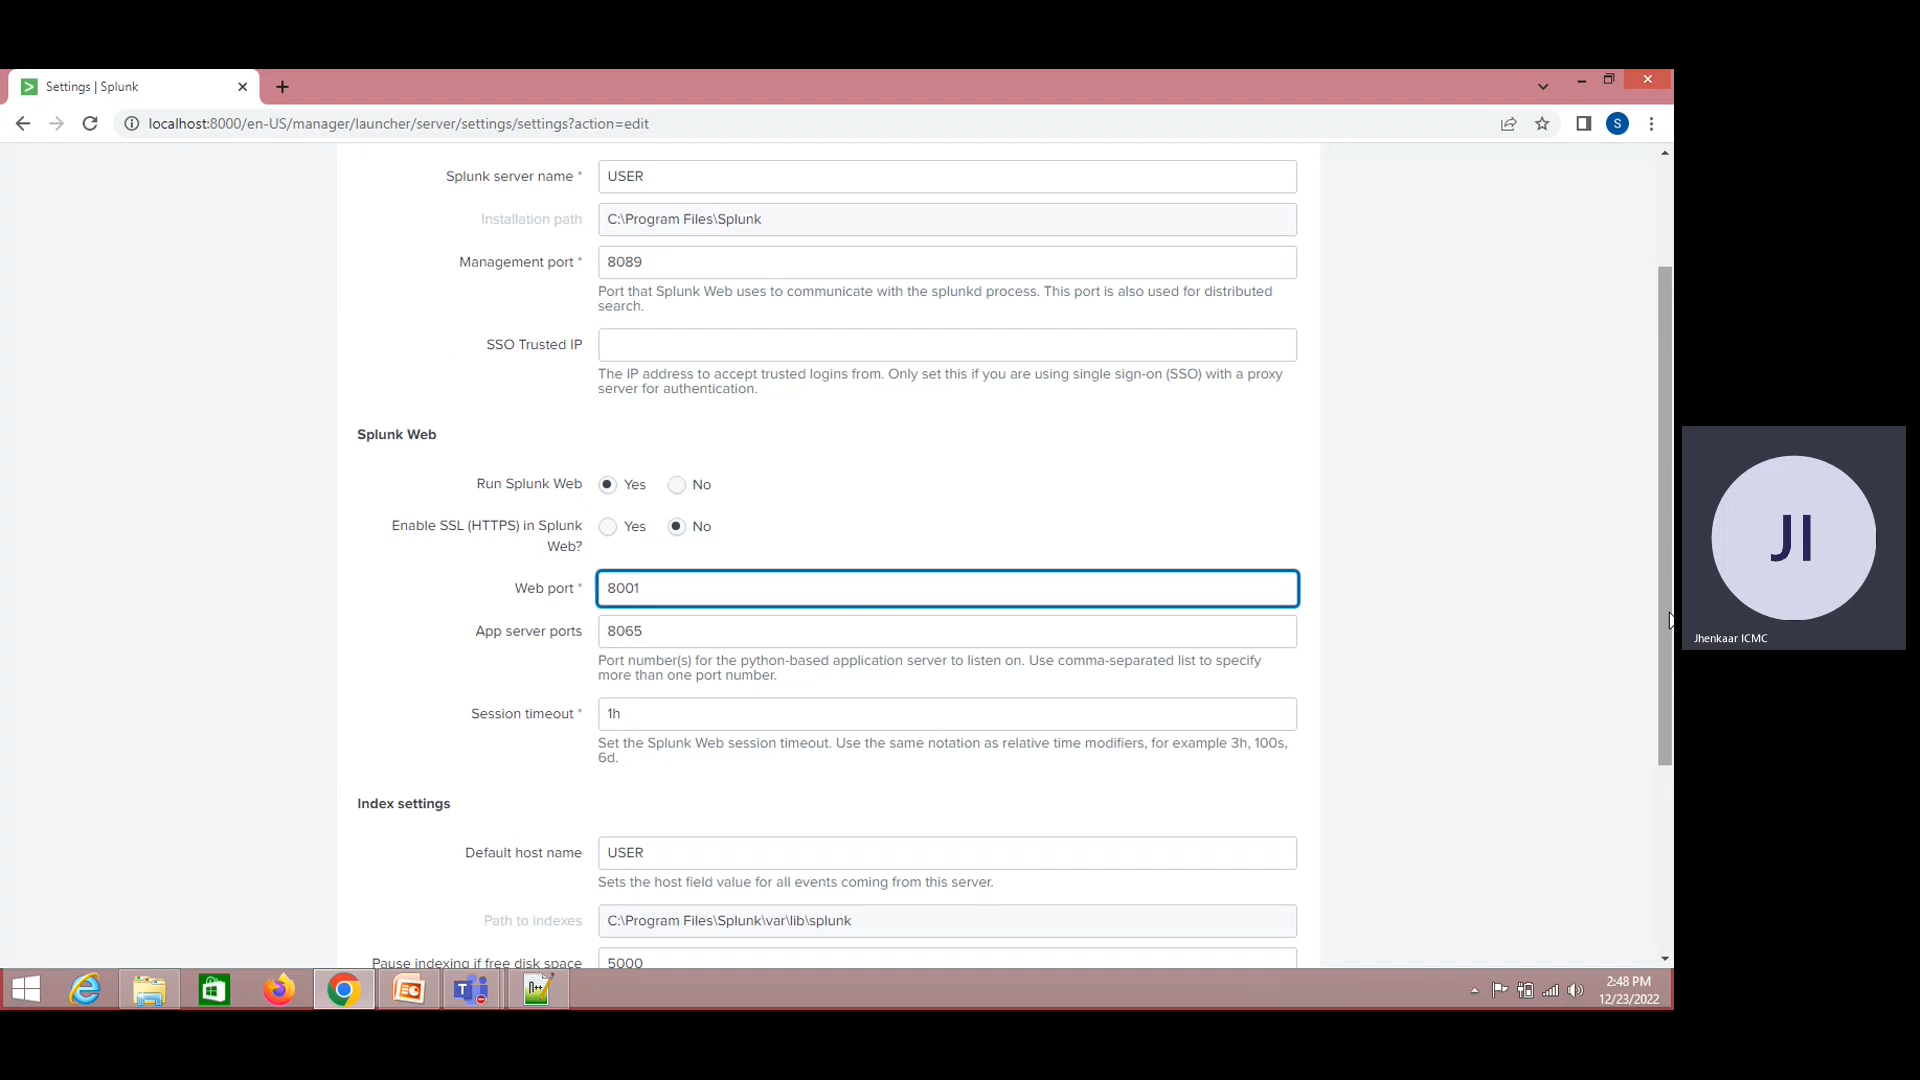 Settings | Splunk
localhost:8000/en-US/manager/launcher/server/settings/settings?action=edit
S
Splunk server name *
USER
Installation path
C:\Program Files\Splunk
Management port *
8089
Port that Splunk Web uses to communicate with the splunkd process. This port is also used for distributed
search.
SSO Trusted IP
The IP address to accept trusted logins from. Only set this if you are using single sign-on (SSO) with a proxy
server for authentication.
Splunk Web
Run Splunk Web
Yes
No
Enable SSL (HTTPS) in Splunk
Web?
Yes
No
Web port *
8001
App server ports
8065
Port number(s) for the python-based application server to listen on. Use comma-separated list to specify
more than one port number.
Session timeout *
1h
Set the Splunk Web session timeout. Use the same notation as relative time modifiers, for example 3h, 100s,
6d.
Index settings
Default host name
USER
Sets the host field value for all events coming from this server.
Path to indexes
C:\Program Files\Splunk\var\lib\splunk
Pause indexing if free disk space
5000
JI
Jhenkaar ICMC
2:48 PM
12/23/2022